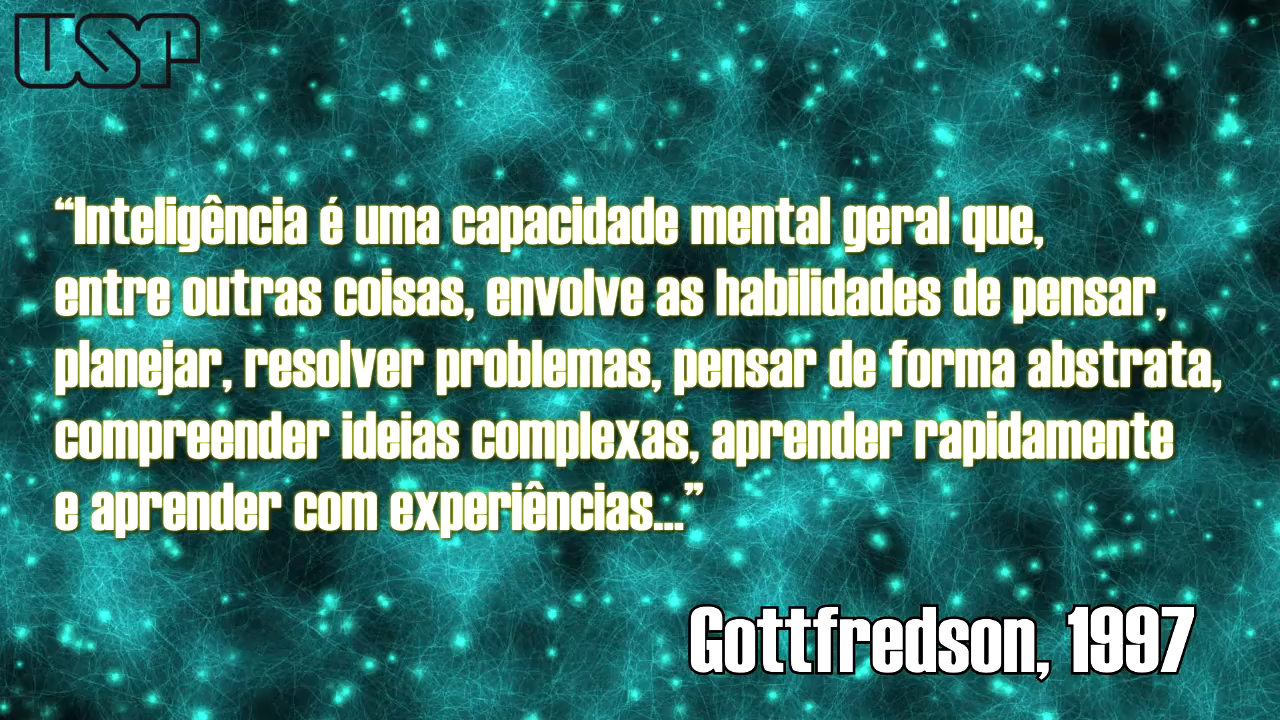 USP
“Inteligência é uma capacidade mental geral que,
entre outras coisas, envolve as habilidades de pensar,
planejar, resolver problemas, pensar de forma abstrata,
compreender ideias complexas, aprender rapidamente
e aprender com experiências...”
Gottfredson, 1997